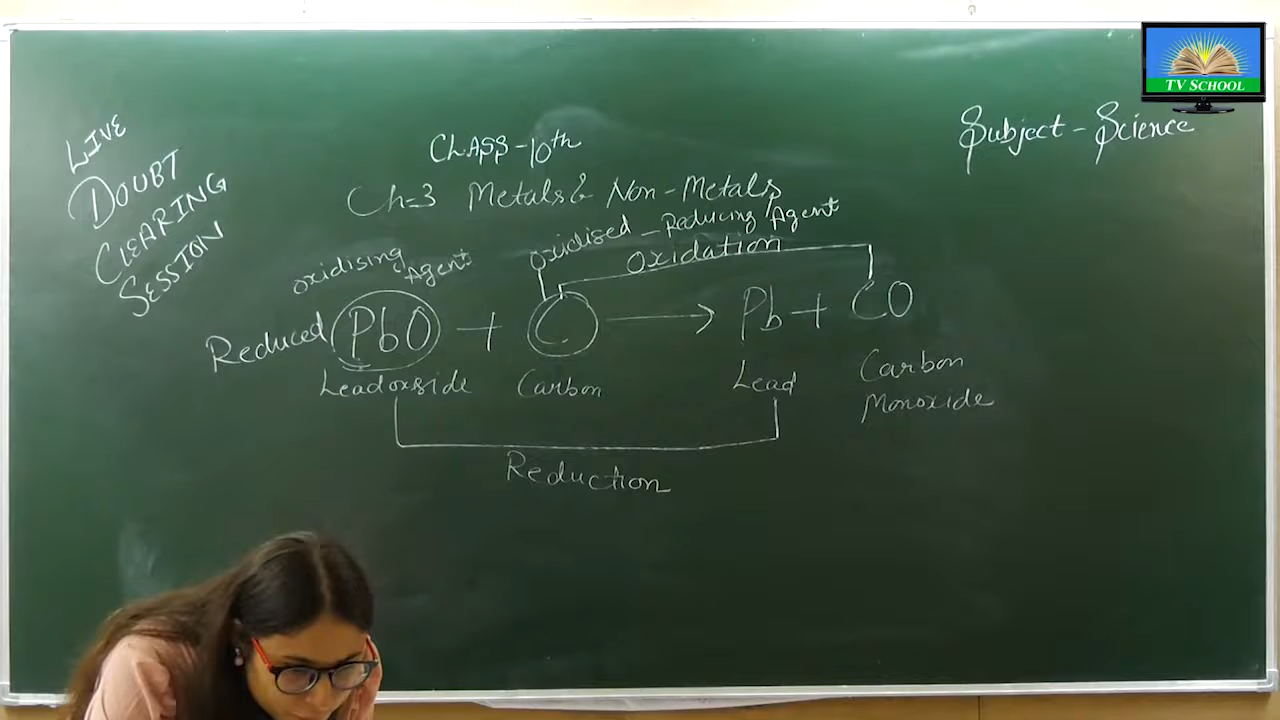 TV SCHOOL
Subject - Science
LIVE
DOUBT
CLEARING
SESSION
CLASS-10th
Ch=3 Metals & Non-Metals
oxidised - Reducing Agent
oxidation
oxidising Agent
Reduced PbO + C → Pb + CO
Leadoxside Carbon Lead Carbon Monoxide
Reduction